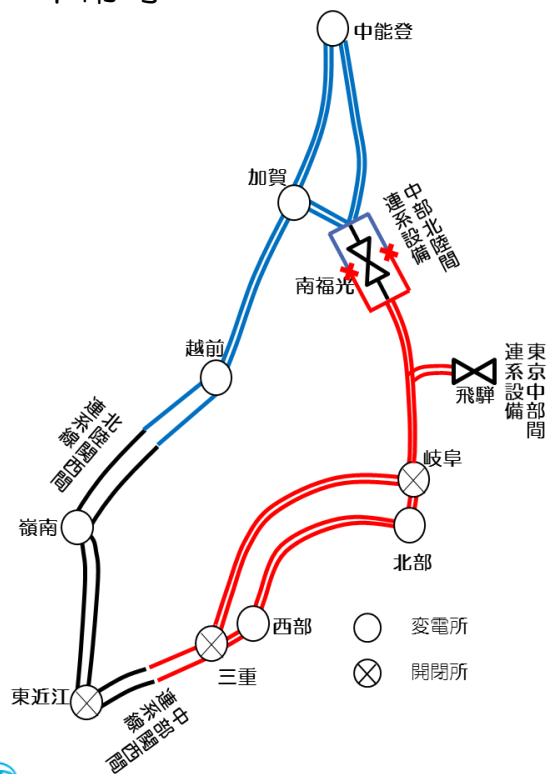 中能登
加賀
中部北陸間
連系設備
南福光
越前
東京中部間
連系設備
飛騨
北陸関西間
連系線
岐阜
嶺南
北部
西部
変電所
三重
開閉所
東近江
中部関西間
連系線